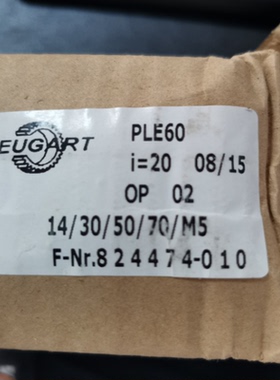 EUGART
PLE60
i=20 08/15
OP 02
14/30/50/70/M5
F-Nr.8 2 4 4 7 4-0 1 0